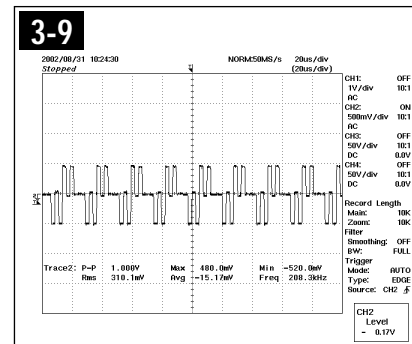 3-9
2002/08/31 10:24:30 NORM:50MS/s 20us/div
Stopped (20us/div)
CH1: OFF
1V/div 10:1
AC
CH2: ON
500mV/div 10:1
AC
CH3: OFF
50V/div 10:1
DC 0.0V
CH4: OFF
50V/div 10:1
DC 0.0V
Record Length
Main: 10K
Zoom: 10K
Filter
Smoothing: OFF
BW: FULL
Trigger
Mode: AUTO
Type: EDGE
Source: CH2
Trace2: P-P 1.000V Max 480.0mV Min -520.0mV
Rms 310.1mV Avg -15.17mV Freq 208.3kHz
CH2
Level
- 0.17V